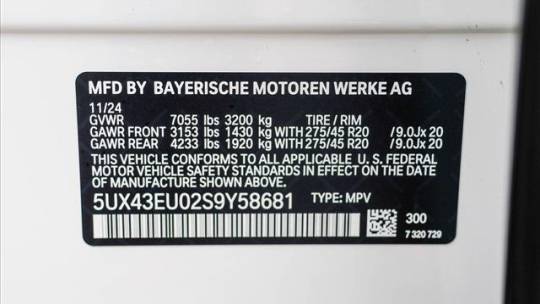 MFD BY BAYERISCHE MOTOREN WERKE AG
11/24
GVWR 7055 lbs 3200 kg TIRE / RIM
GAWR FRONT 3153 lbs 1430 kg WITH 275/45 R20 / 9.0Jx 20
GAWR REAR 4233 lbs 1920 kg WITH 275/45 R20 / 9.0Jx 20
THIS VEHICLE CONFORMS TO ALL APPLICABLE U. S. FEDERAL
MOTOR VEHICLE SAFETY STANDARDS IN EFFECT ON THE DATE
OF MANUFACTURE SHOWN ABOVE.
5UX43EU02S9Y58681 TYPE: MPV
300
7 320 729